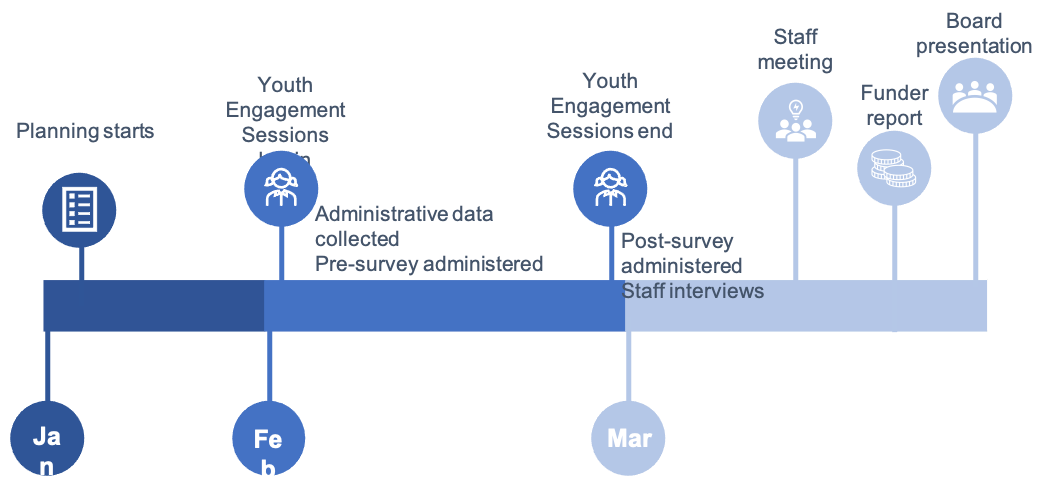 Planning starts
Youth
Engagement
Sessions
begin
Administrative data
collected
Pre-survey administered
Youth
Engagement
Sessions end
Post-survey
administered
Staff interviews
Staff
meeting
Funder
report
Board
presentation
Ja
n
Fe
b
Mar